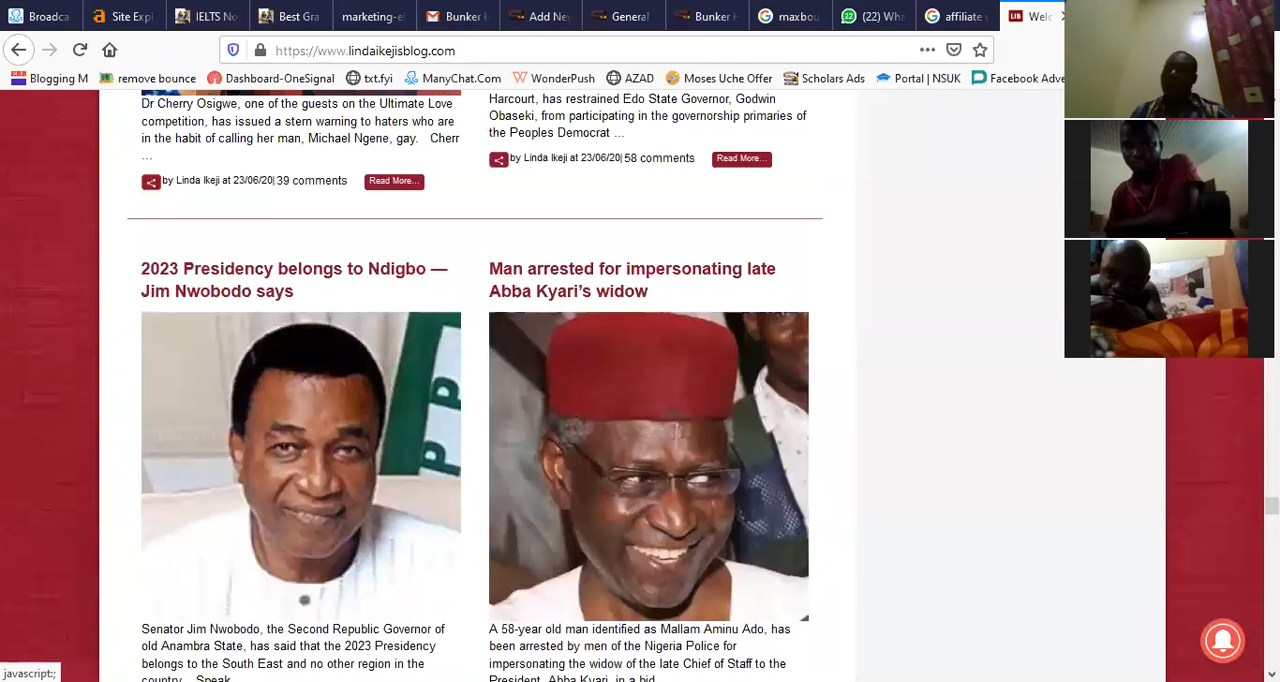 Broadca
Site Expl
IELTS No
Best Gra
marketing-el
Bunker
Add Ne
General
Bunker H
maxbou
(22) Wha
affiliate
Welc
https://www.lindaikejisblog.com
Blogging M
remove bounce
Dashboard-OneSignal
txt.fyi
ManyChat.Com
WonderPush
AZAD
Moses Uche Offer
Scholars Ads
Portal | NSUK
Facebook Adve
Dr Cherry Osigwe, one of the guests on the Ultimate Love
competition, has issued a stern warning to haters who are
in the habit of calling her man, Michael Ngene, gay. Cherr
...
by Linda Ikeji at 23/06/20| 39 comments
Read More...
Harcourt, has restrained Edo State Governor, Godwin
Obaseki, from participating in the governorship primaries of
the Peoples Democrat ...
by Linda Ikeji at 23/06/20| 58 comments
Read More...
2023 Presidency belongs to Ndigbo —
Jim Nwobodo says
Senator Jim Nwobodo, the Second Republic Governor of
old Anambra State, has said that the 2023 Presidency
belongs to the South East and no other region in the
country. Speak
Man arrested for impersonating late
Abba Kyari’s widow
A 58-year old man identified as Mallam Aminu Ado, has
been arrested by men of the Nigeria Police for
impersonating the widow of the late Chief of Staff to the
President, Abba Kyari, in a bid
javascript:;
LIB